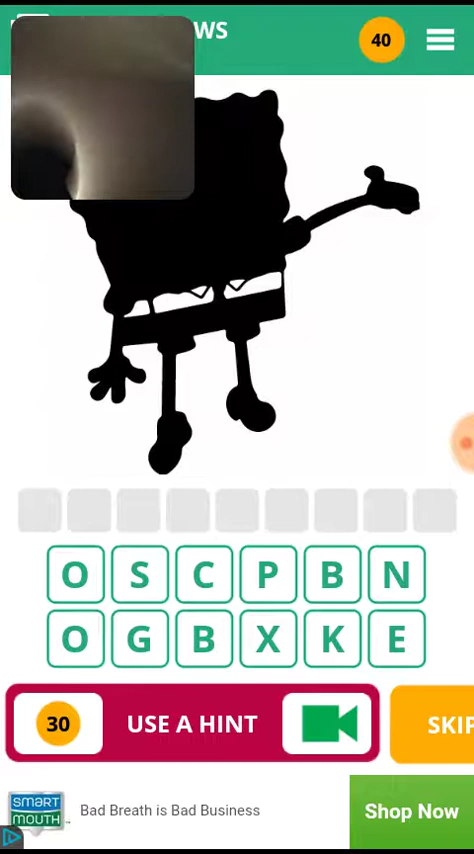 WS
40
O S C P B N
O G B X K E
30 USE A HINT
SKIP
SMART
MOUTH
Bad Breath is Bad Business
Shop Now